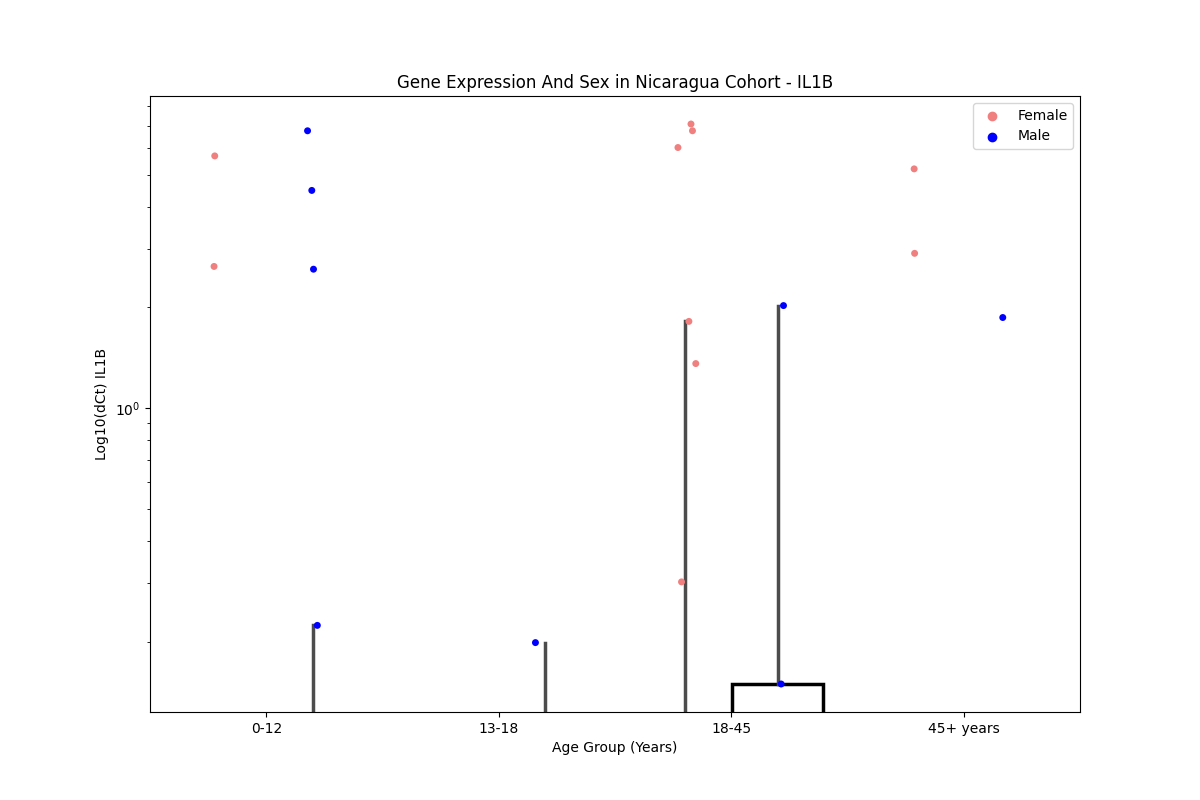 Gene Expression And Sex in Nicaragua Cohort - IL1B
Female
Male
Log10(dCt) IL1B
10⁰
0-12
13-18
18-45
45+ years
Age Group (Years)